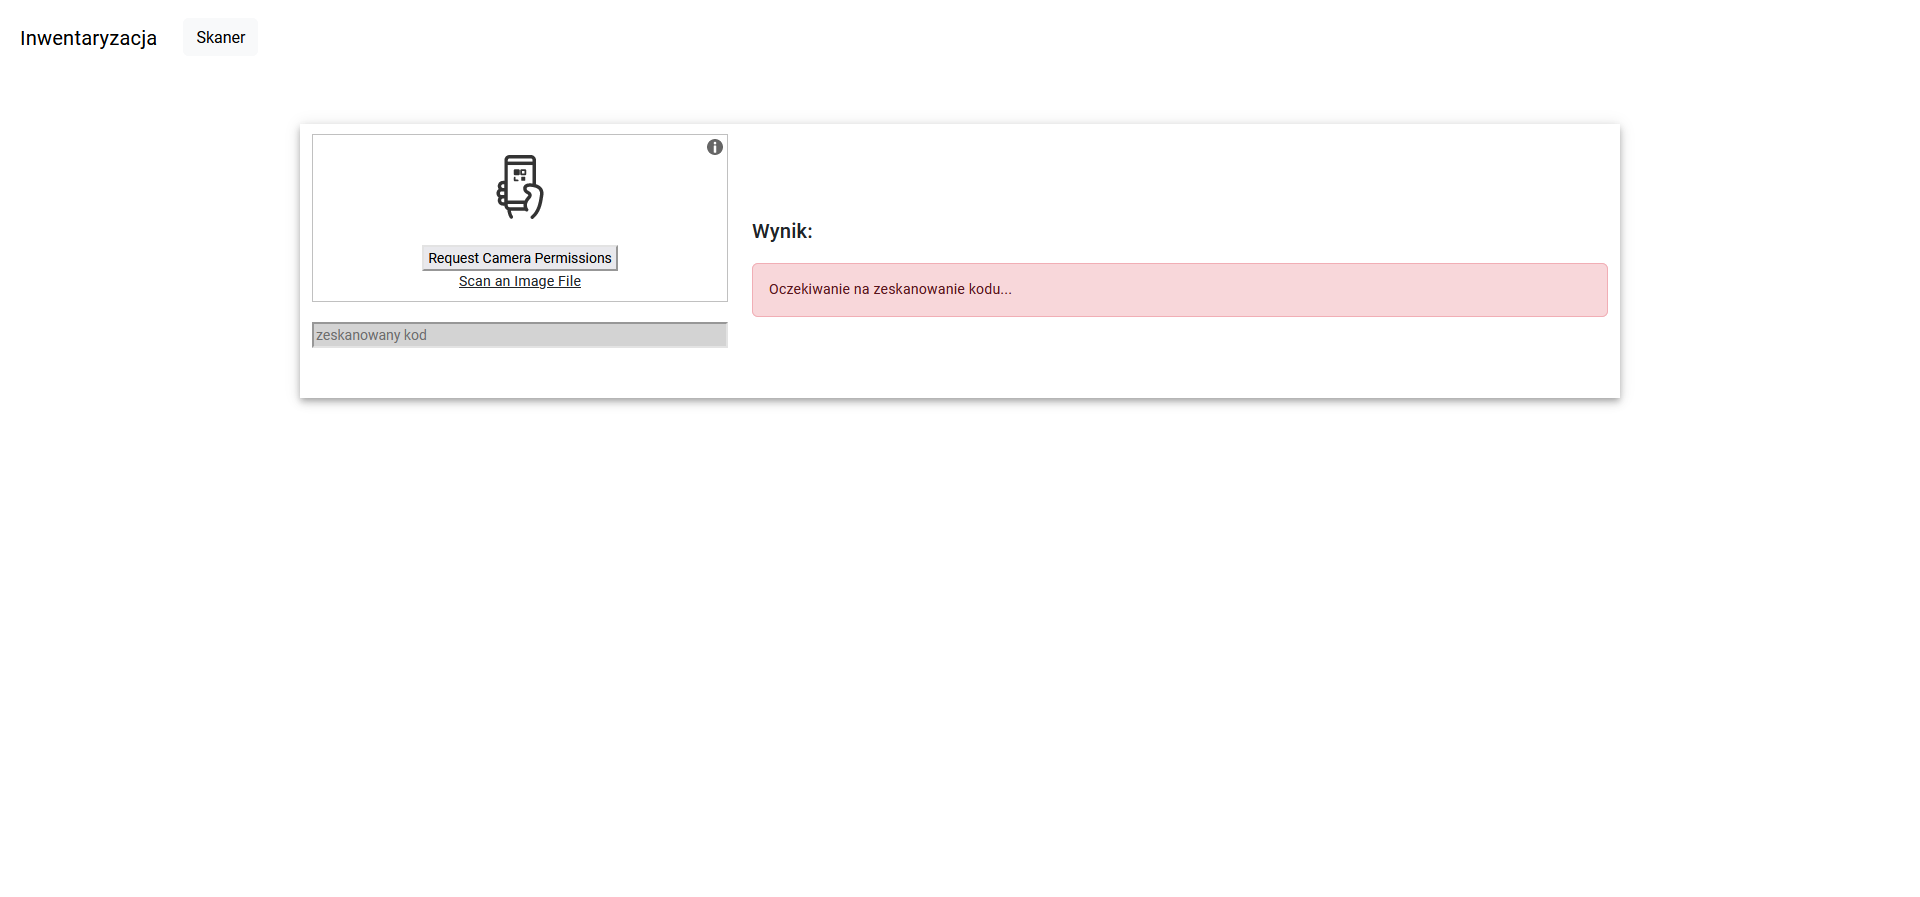 Inwentaryzacja
Skaner
Request Camera Permissions
Scan an Image File
zeskanowany kod
Wynik:
Oczekiwanie na zeskanowanie kodu...